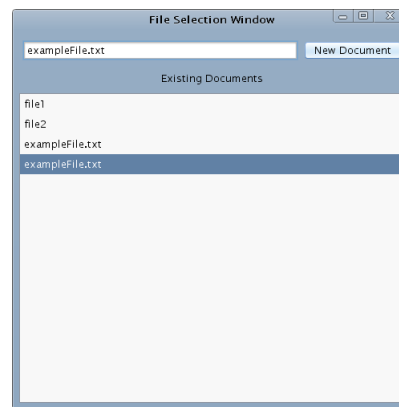 File Selection Window
exampleFile.txt
New Document
Existing Documents
file1
file2
exampleFile.txt
exampleFile.txt